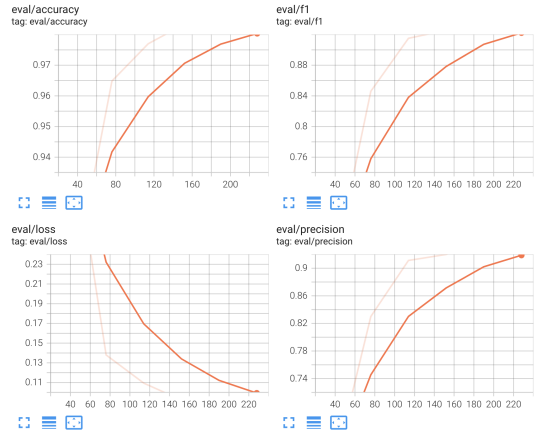 eval/accuracy
tag: eval/accuracy
0.97
0.96
0.95
0.94
40 80 120 160 200
eval/f1
tag: eval/f1
0.88
0.84
0.8
0.76
40 60 80 100 120 140 160 180 200 220
eval/loss
tag: eval/loss
0.23
0.21
0.19
0.17
0.15
0.13
0.11
40 60 80 100 120 140 160 180 200 220
eval/precision
tag: eval/precision
0.9
0.86
0.82
0.78
0.74
40 60 80 100 120 140 160 180 200 220